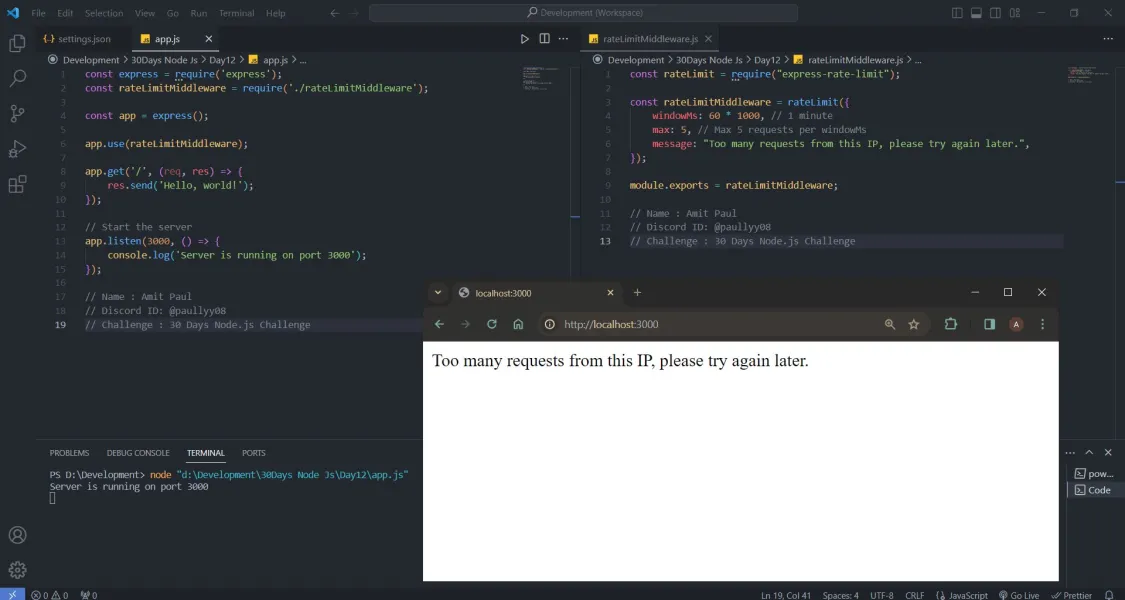 File Edit Selection View Go Run Terminal Help
Development (Workspace)
settings.json
JS app.js
Development > 30Days Node Js > Day12 > JS app.js > ...
1 const express = require('express');
2 const rateLimitMiddleware = require('./rateLimitMiddleware');
3
4 const app = express();
5
6 app.use(rateLimitMiddleware);
7
8 app.get('/', (req, res) => {
9 res.send('Hello, world!');
10 });
11
12 // Start the server
13 app.listen(3000, () => {
14 console.log('Server is running on port 3000');
15 });
16
17 // Name : Amit Paul
18 // Discord ID: @paullyy08
19 // Challenge : 30 Days Node.js Challenge
JS rateLimitMiddleware.js
Development > 30Days Node Js > Day12 > JS rateLimitMiddleware.js > ...
1 const rateLimit = require("express-rate-limit");
2
3 const rateLimitMiddleware = rateLimit({
4 windowMs: 60 * 1000, // 1 minute
5 max: 5, // Max 5 requests per windowMs
6 message: "Too many requests from this IP, please try again later.",
7 });
8
9 module.exports = rateLimitMiddleware;
10
11 // Name : Amit Paul
12 // Discord ID: @paullyy08
13 // Challenge : 30 Days Node.js Challenge
localhost:3000
http://localhost:3000
A
Too many requests from this IP, please try again later.
PROBLEMS DEBUG CONSOLE TERMINAL PORTS
PS D:\Development> node "d:\Development\30Days Node Js\Day12\app.js"
Server is running on port 3000
pow...
Code
0 0 0
Ln 19, Col 41 Spaces: 4 UTF-8 CRLF {} JavaScript Go Live Prettier